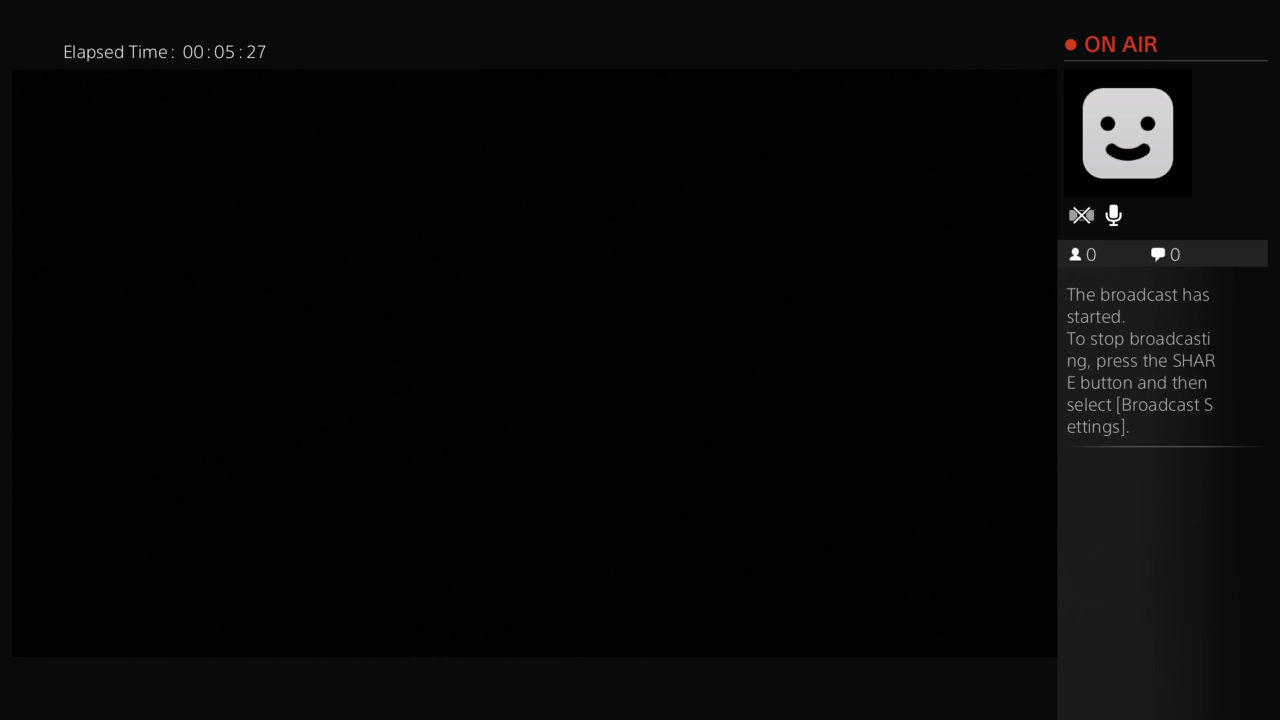 Elapsed Time: 00:05:27
ON AIR
0 0
The broadcast has
started.
To stop broadcasti
ng, press the SHAR
E button and then
select [Broadcast S
ettings].